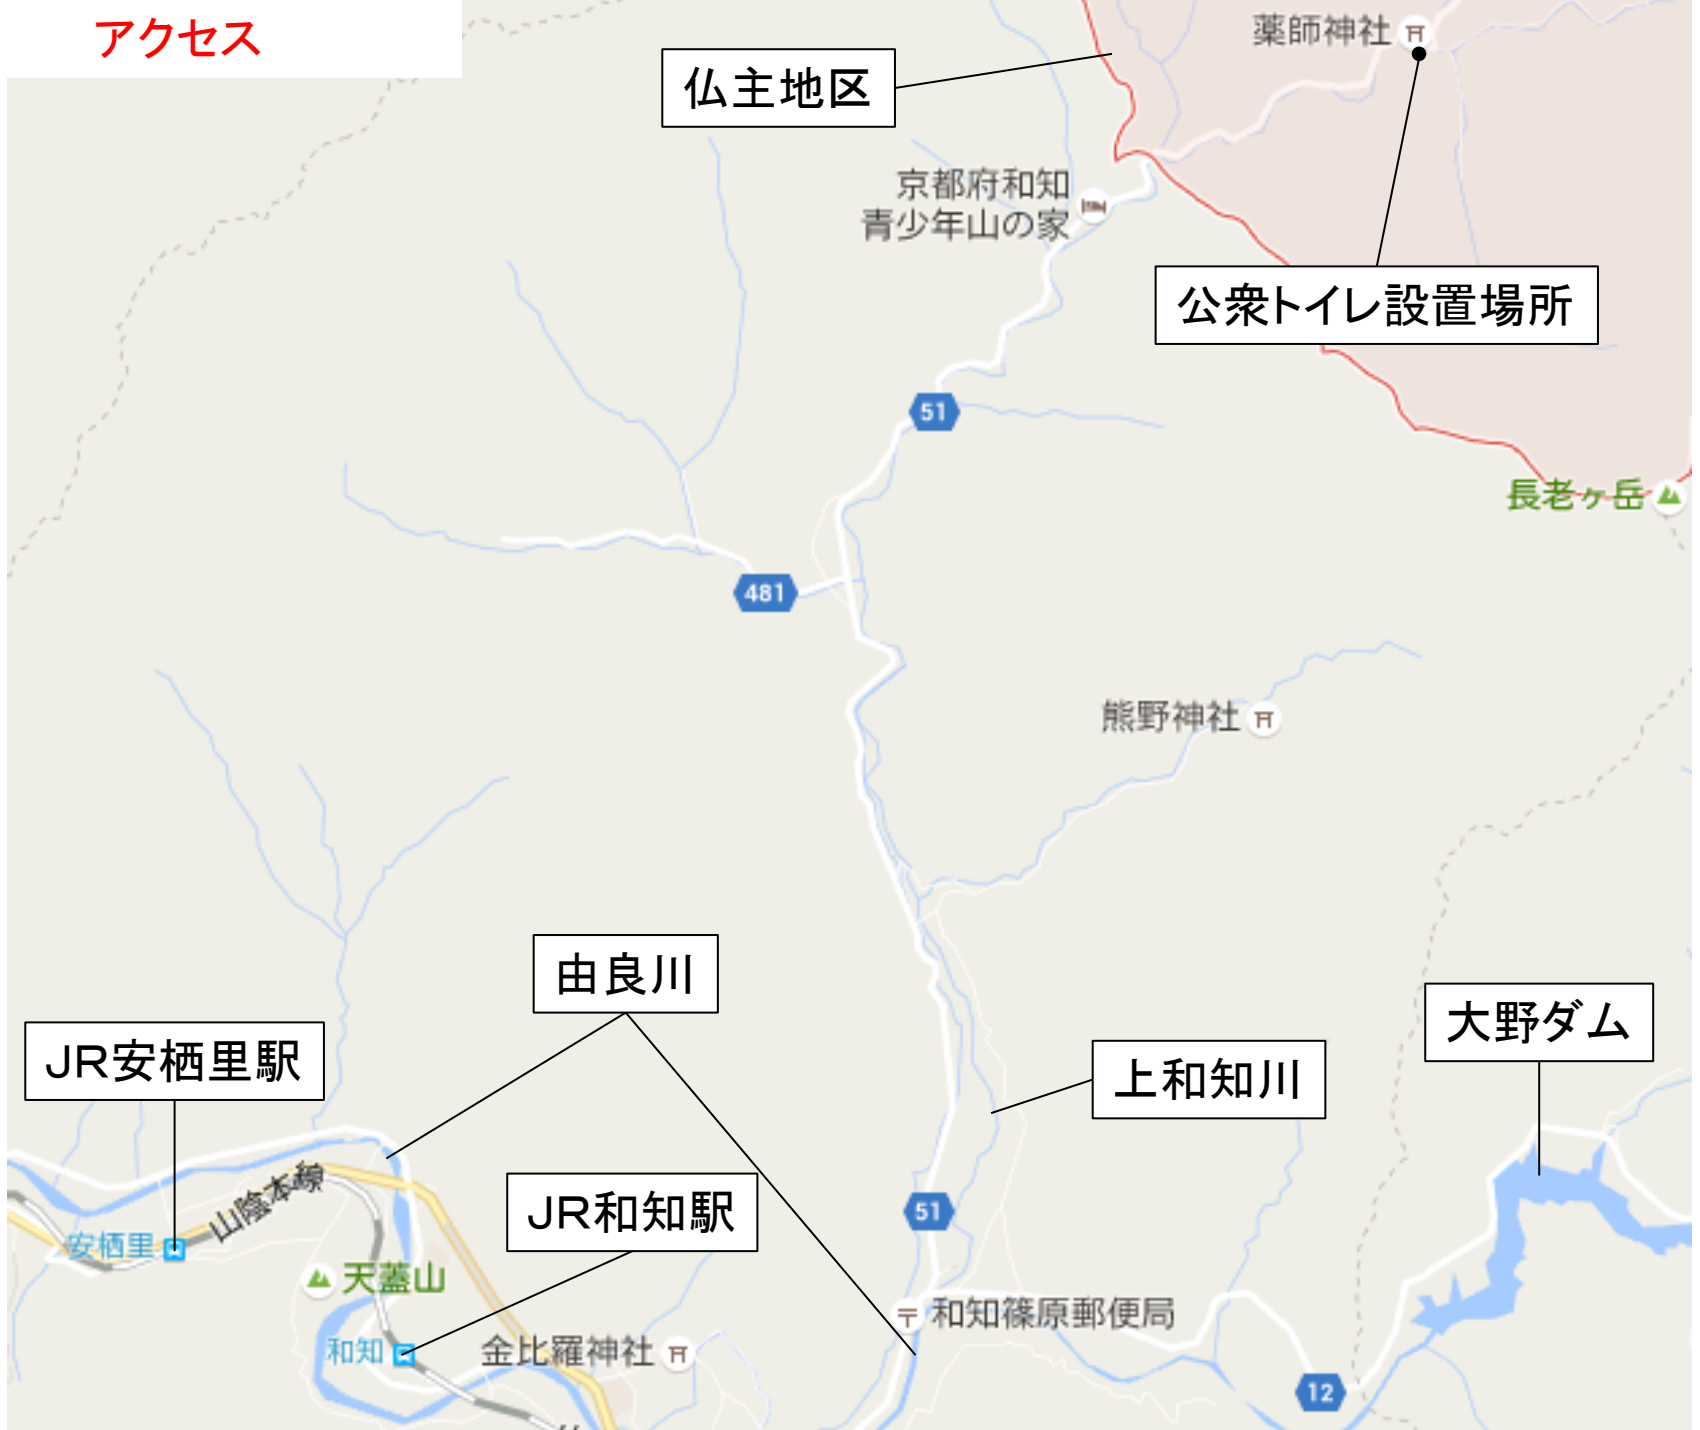 アクセス
薬師神社
仏主地区
京都府和知
青少年山の家
公衆トイレ設置場所
51
長老ヶ岳
481
熊野神社
由良川
大野ダム
JR安栖里駅
上和知川
山陰本線
JR和知駅
51
安栖里
天蓋山
和知篠原郵便局
和知
金比羅神社
12